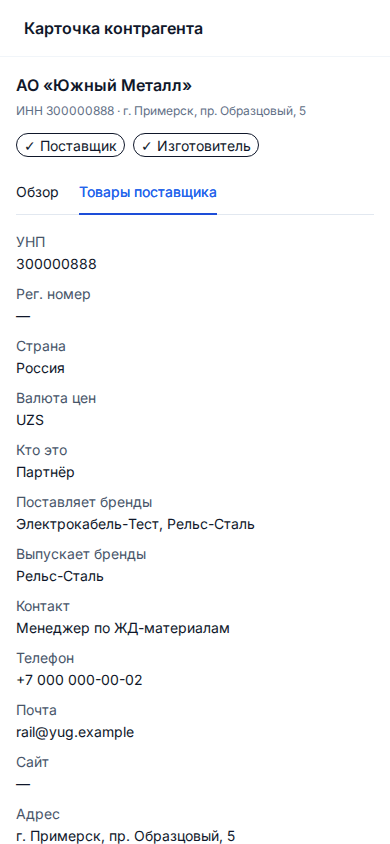 Карточка контрагента
АО «Южный Металл»
ИНН 300000888 · г. Примерск, пр. Образцовый, 5
✓ Поставщик ✓ Изготовитель
Обзор Товары поставщика
УНП
300000888
Рег. номер
—
Страна
Россия
Валюта цен
UZS
Кто это
Партнёр
Поставляет бренды
Электрокабель-Тест, Рельс-Сталь
Выпускает бренды
Рельс-Сталь
Контакт
Менеджер по ЖД-материалам
Телефон
+7 000 000-00-02
Почта
rail@yug.example
Сайт
—
Адрес
г. Примерск, пр. Образцовый, 5